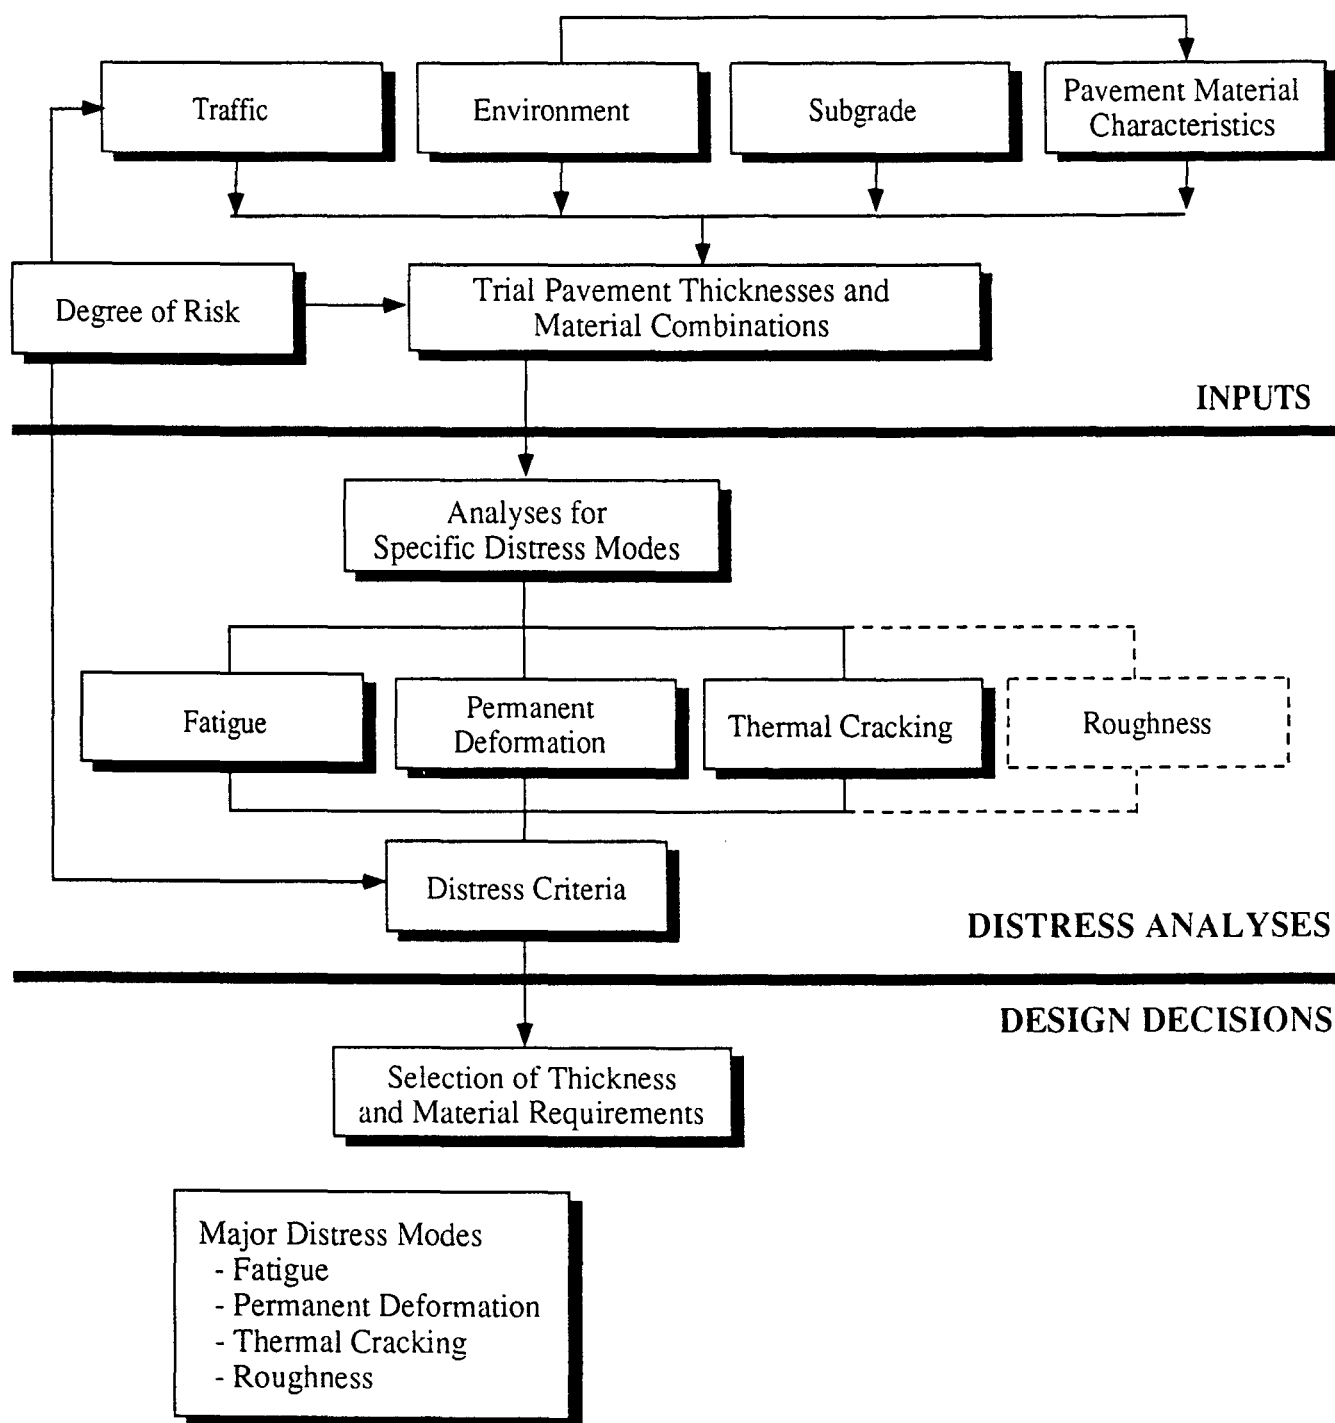 Traffic
Environment
Subgrade
Pavement Material
Characteristics
Degree of Risk
Trial Pavement Thicknesses and
Material Combinations
INPUTS
Analyses for
Specific Distress Modes
Fatigue
Permanent
Deformation
Thermal Cracking
Roughness
Distress Criteria
DISTRESS ANALYSES
DESIGN DECISIONS
Selection of Thickness
and Material Requirements
Major Distress Modes
- Fatigue
- Permanent Deformation
- Thermal Cracking
- Roughness